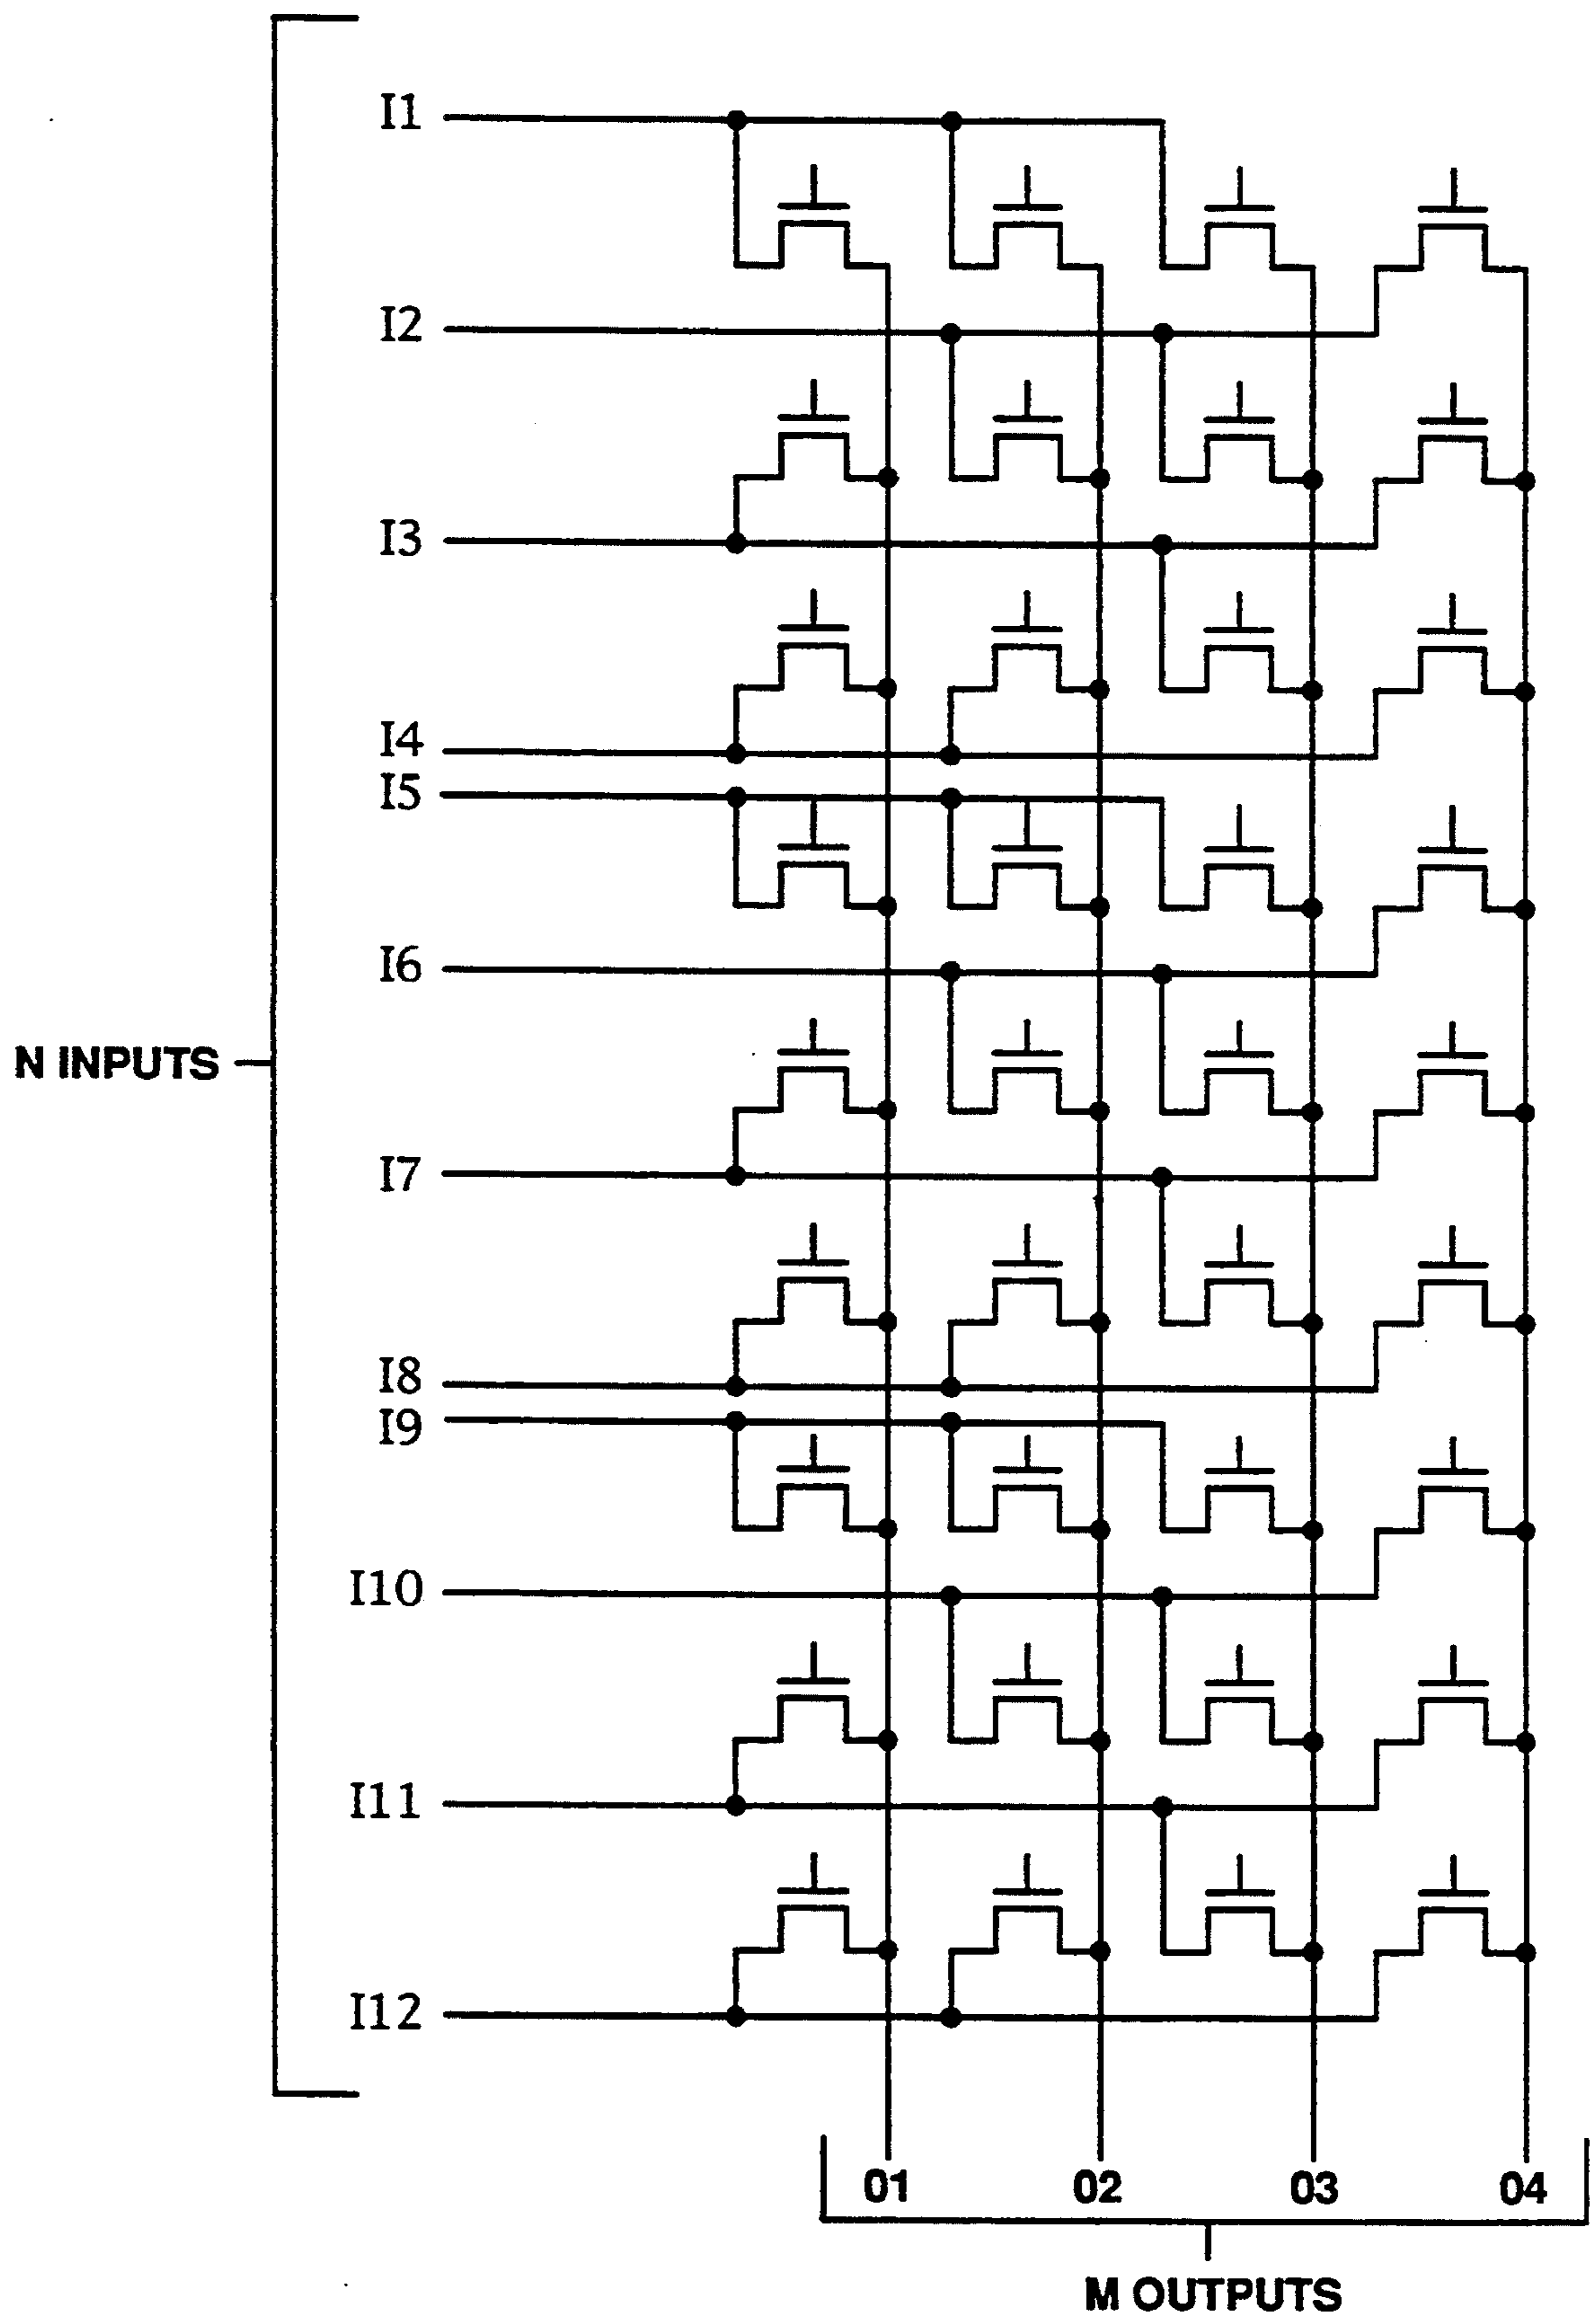 I1
I2
I3
I4
I5
I6
N INPUTS
I7
I8
I9
I10
I11
I12
01 02 03 04
M OUTPUTS